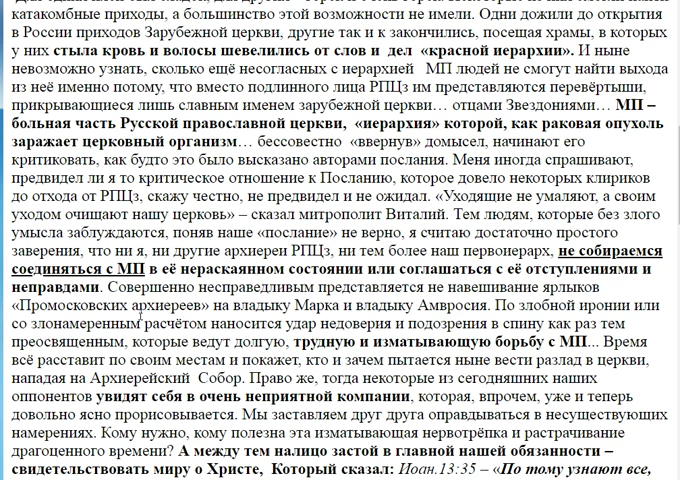 катакомбные приходы, а большинство этой возможности не имели. Одни дожили до открытия
в России приходов Зарубежной церкви, другие так и закончились, посещая храмы, в которых
у них стыла кровь и волосы шевелились от слов и дел «красной иерархии». И ныне
невозможно узнать, сколько ещё несогласных с иерархией МП людей не смогут найти выхода
из неё именно потому, что вместо подлинного лица РПЦз им представляются перевёртыши,
прикрывающиеся лишь славным именем зарубежной церкви… отцами Звездониями… МП –
больная часть Русской православной церкви, «иерархия» которой, как раковая опухоль
заражает церковный организм… бессовестно «ввернув» домысел, начинают его
критиковать, как будто это было высказано авторами послания. Меня иногда спрашивают,
предвидел ли я то критическое отношение к Посланию, которое довело некоторых клириков
до отхода от РПЦз, скажу честно, не предвидел и не ожидал. «Уходящие не умаляют, а своим
уходом очищают нашу церковь» – сказал митрополит Виталий. Тем людям, которые без злого
умысла заблуждаются, поняв наше «послание» не верно, я считаю достаточно простого
заверения, что ни я, ни другие архиереи РПЦз, ни тем более наш первоиерарх, не собираемся
соединяться с МП в её нераскаянном состоянии или соглашаться с её отступлениями и
неправдами. Совершенно несправедливым представляется не навешивание ярлыков
«Промосковских архиереев» на владыку Марка и владыку Амвросия. По злобной иронии или
со злонамеренным расчётом наносится удар недоверия и подозрения в спину как раз тем
преосвященным, которые ведут долгую, трудную и изматывающую борьбу с МП... Время
всё расставит по своим местам и покажет, кто и зачем пытается ныне вести разлад в церкви,
нападая на Архиерейский Собор. Право же, тогда некоторые из сегодняшних наших
оппонентов увидят себя в очень неприятной компании, которая, впрочем, уже и теперь
довольно ясно прорисовывается. Мы заставляем друг друга оправдываться в несуществующих
намерениях. Кому нужно, кому полезна эта изматывающая нервотрёпка и растрачивание
драгоценного времени? А между тем налицо застой в главной нашей обязанности –
свидетельствовать миру о Христе, Который сказал: Иоан.13:35 – «По тому узнают все,